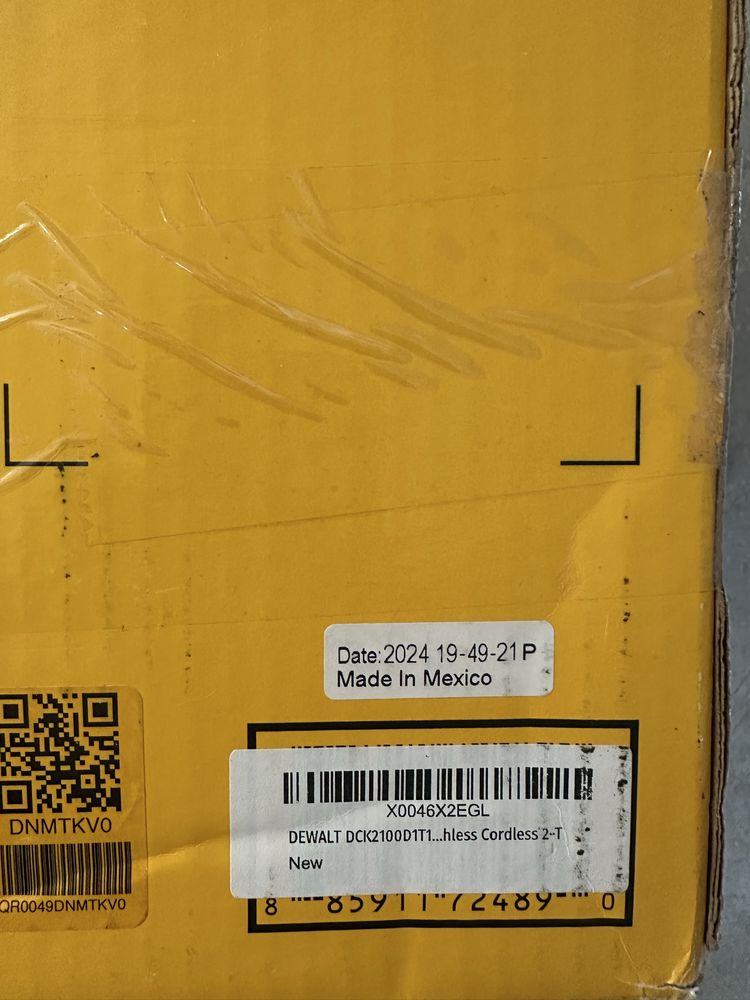 Date:2024 19-49-21P
Made In Mexico
DNMTKV0
QR0049DNMTKV0
X0046X2EGL
DEWALT DCK2100D1T1...hless Cordless 2-T
New
8 85911 72489 0